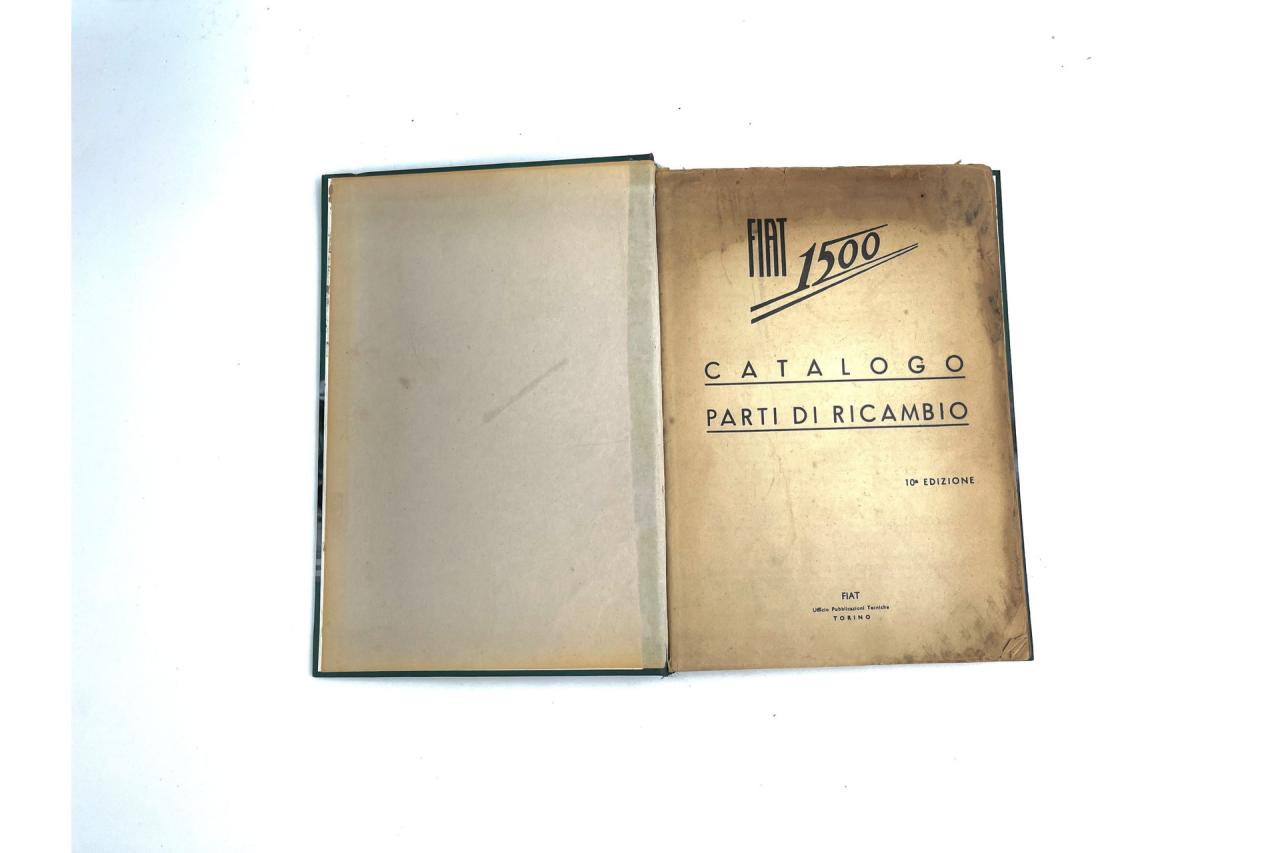 FIAT 1500
CATALOGO
PARTI DI RICAMBIO
10ª EDIZIONE
FIAT
Ufficio Pubblicazioni Tecniche
TORINO